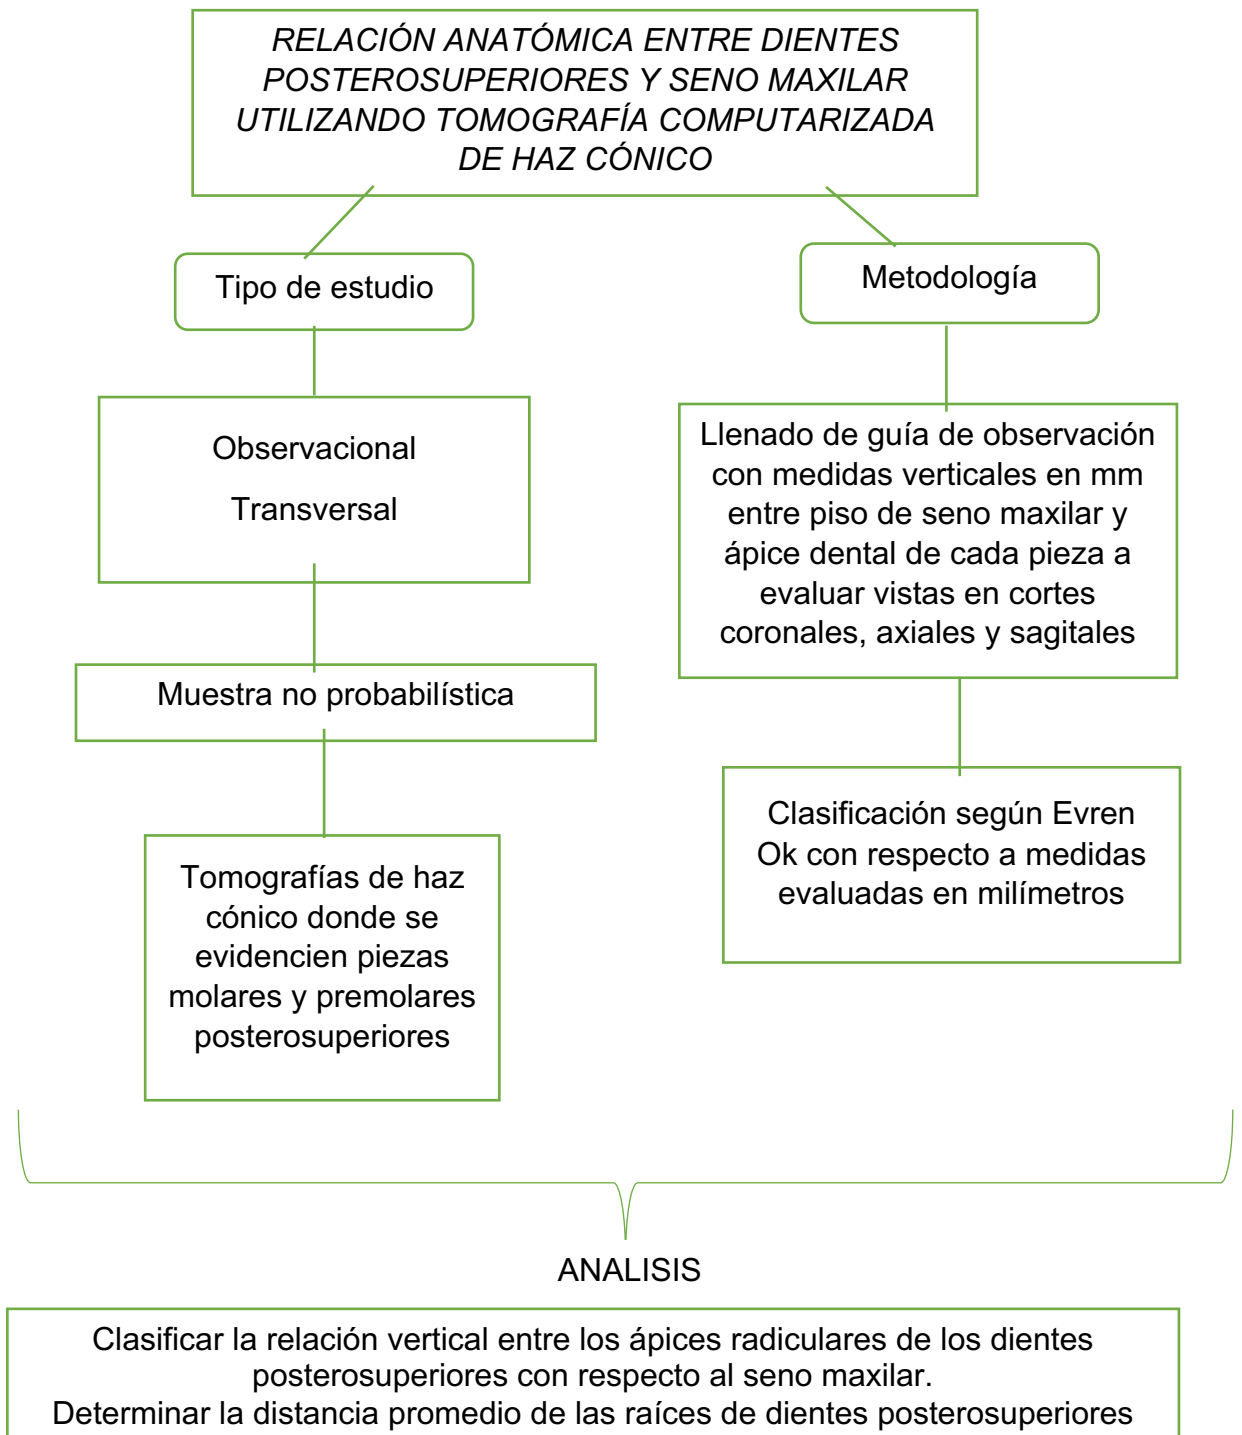 RELACIÓN ANATÓMICA ENTRE DIENTES
POSTEROSUPERIORES Y SENO MAXILAR
UTILIZANDO TOMOGRAFÍA COMPUTARIZADA
DE HAZ CÓNICO
Tipo de estudio
Observacional
Transversal
Muestra no probabilística
Tomografías de haz
cónico donde se
evidencien piezas
molares y premolares
posterosuperiores
Metodología
Llenado de guía de observación
con medidas verticales en mm
entre piso de seno maxilar y
ápice dental de cada pieza a
evaluar vistas en cortes
coronales, axiales y sagitales
Clasificación según Evren
Ok con respecto a medidas
evaluadas en milímetros
ANALISIS
Clasificar la relación vertical entre los ápices radiculares de los dientes
posterosuperiores con respecto al seno maxilar.
Determinar la distancia promedio de las raíces de dientes posterosuperiores